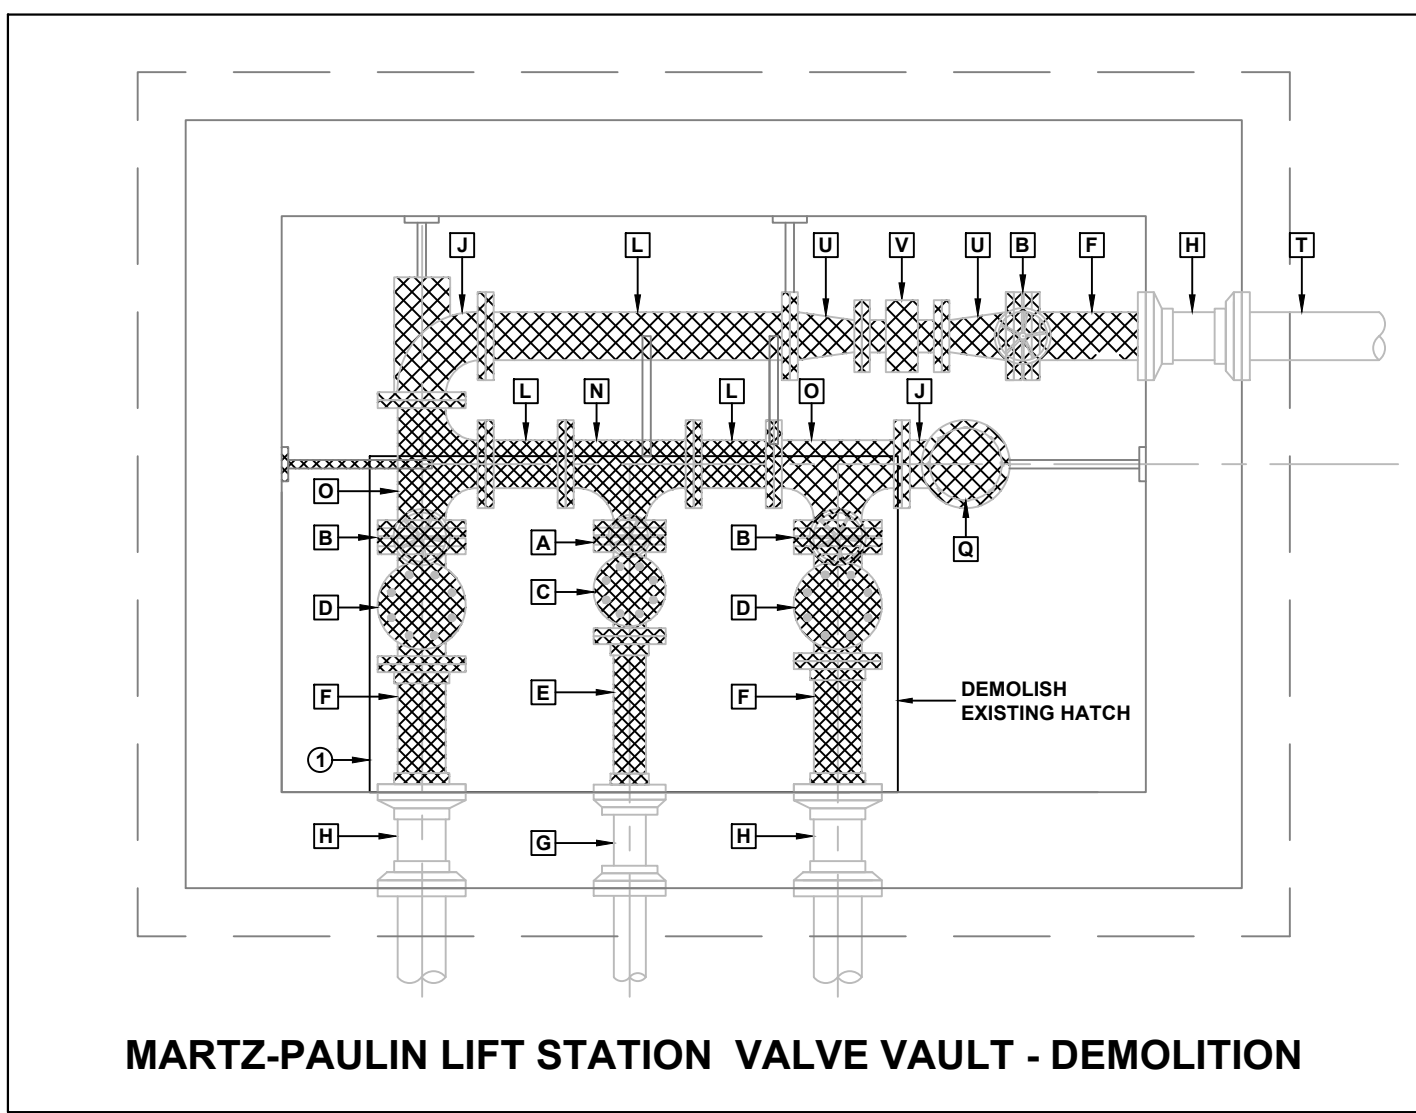 J L U V U B F H T
L N L O J
O
B A B Q
D C D
F E F DEMOLISH
EXISTING HATCH
1
H G H
MARTZ-PAULIN LIFT STATION VALVE VAULT - DEMOLITION